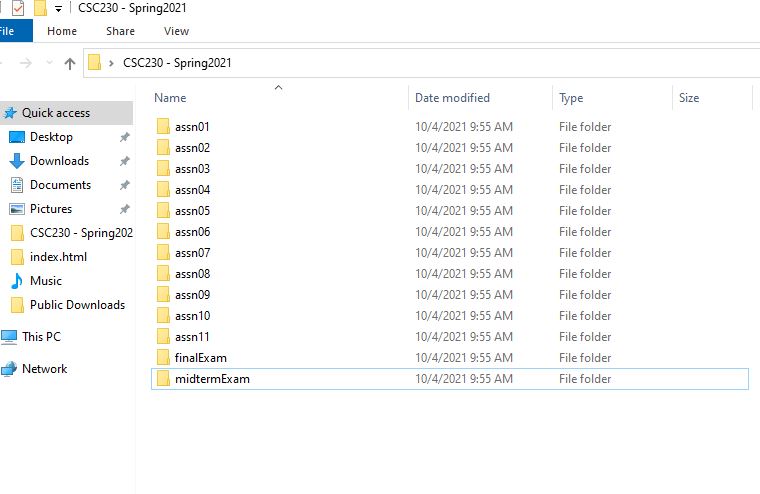 CSC230 - Spring2021
File Home Share View
CSC230 - Spring2021
Name Date modified Type Size
Quick access
Desktop
Downloads
Documents
Pictures
CSC230 - Spring202
index.html
Music
Public Downloads
This PC
Network
assn01 10/4/2021 9:55 AM File folder
assn02 10/4/2021 9:55 AM File folder
assn03 10/4/2021 9:55 AM File folder
assn04 10/4/2021 9:55 AM File folder
assn05 10/4/2021 9:55 AM File folder
assn06 10/4/2021 9:55 AM File folder
assn07 10/4/2021 9:55 AM File folder
assn08 10/4/2021 9:55 AM File folder
assn09 10/4/2021 9:55 AM File folder
assn10 10/4/2021 9:55 AM File folder
assn11 10/4/2021 9:55 AM File folder
finalExam 10/4/2021 9:55 AM File folder
midtermExam 10/4/2021 9:55 AM File folder